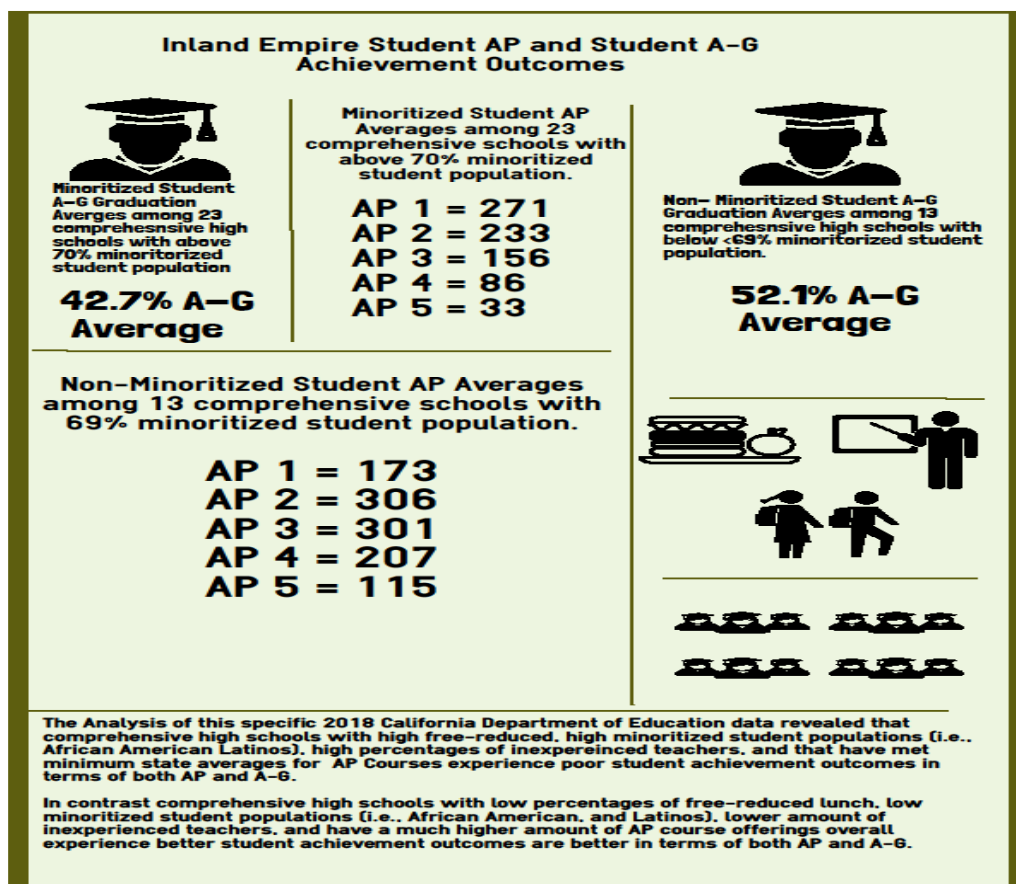 Inland Empire Student AP and Student A-G
Achievement Outcomes
Minoritized Student
A-G Graduation
Averges among 23
comprehesnsive high
schools with above
70% minoritorized
student population
42.7% A-G
Average
Minoritized Student AP
Averages among 23
comprehensive schools with
above 70% minoritized
student population.
AP 1 = 271
AP 2 = 233
AP 3 = 156
AP 4 = 86
AP 5 = 33
Non- Minoritized Student A-G
Graduation Averges among 13
comprehesnsive high schools with
below <69% minoritorized student
population.
52.1% A-G
Average
Non-Minoritized Student AP Averages
among 13 comprehensive schools with
69% minoritized student population.
AP 1 = 173
AP 2 = 306
AP 3 = 301
AP 4 = 207
AP 5 = 115
The Analysis of this specific 2018 California Department of Education data revealed that
comprehensive high schools with high free-reduced, high minoritized student populations (i.e.,
African American Latinos), high percentages of inexpereinced teachers, and that have met
minimum state averages for AP Courses experience poor student achievement outcomes in
terms of both AP and A-G.
In contrast comprehensive high schools with low percentages of free-reduced lunch, low
minoritized student populations (i.e., African American, and Latinos), lower amount of
inexperienced teachers, and have a much higher amount of AP course offerings overall
experience better student achievement outcomes are better in terms of both AP and A-G.